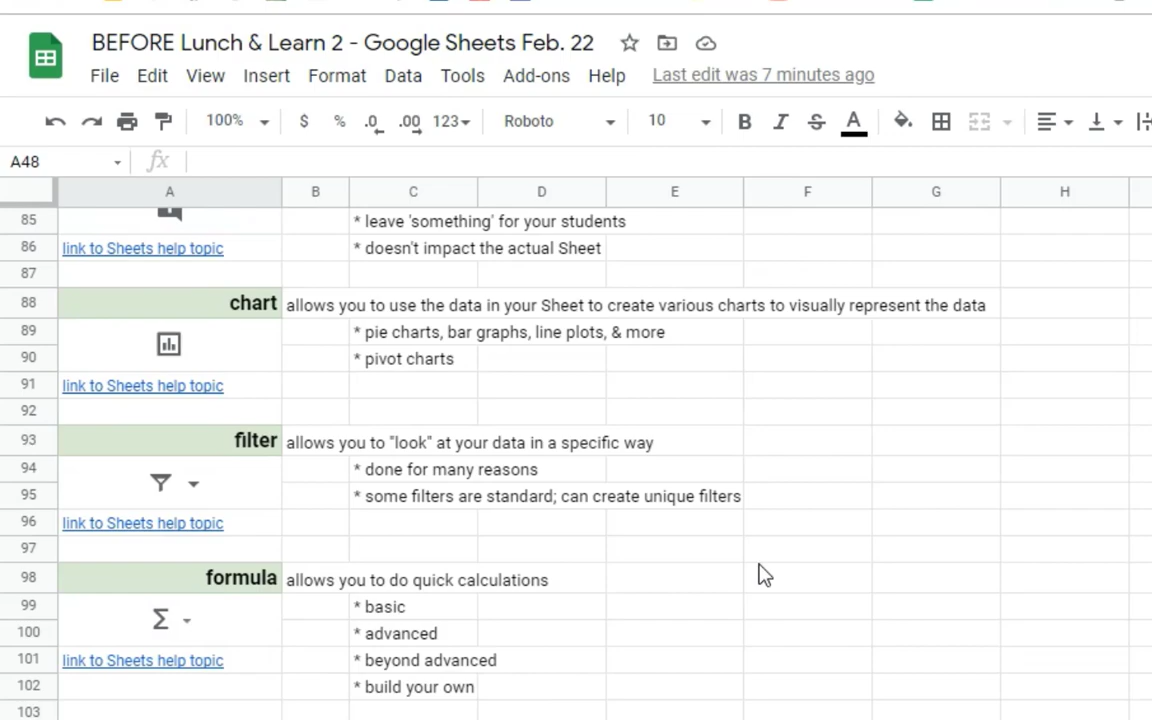 BEFORE Lunch & Learn 2 - Google Sheets Feb. 22
File Edit View Insert Format Data Tools Add-ons Help Last edit was 7 minutes ago
100% $ % .0 .00 123 Roboto 10 B I S A
A48 fx
A B C D E F G H
85 * leave 'something' for your students
86 link to Sheets help topic * doesn't impact the actual Sheet
87
88 chart allows you to use the data in your Sheet to create various charts to visually represent the data
89 * pie charts, bar graphs, line plots, & more
90 * pivot charts
91 link to Sheets help topic
92
93 filter allows you to "look" at your data in a specific way
94 * done for many reasons
95 * some filters are standard; can create unique filters
96 link to Sheets help topic
97
98 formula allows you to do quick calculations
99 * basic
100 Σ * advanced
101 link to Sheets help topic * beyond advanced
102 * build your own
103